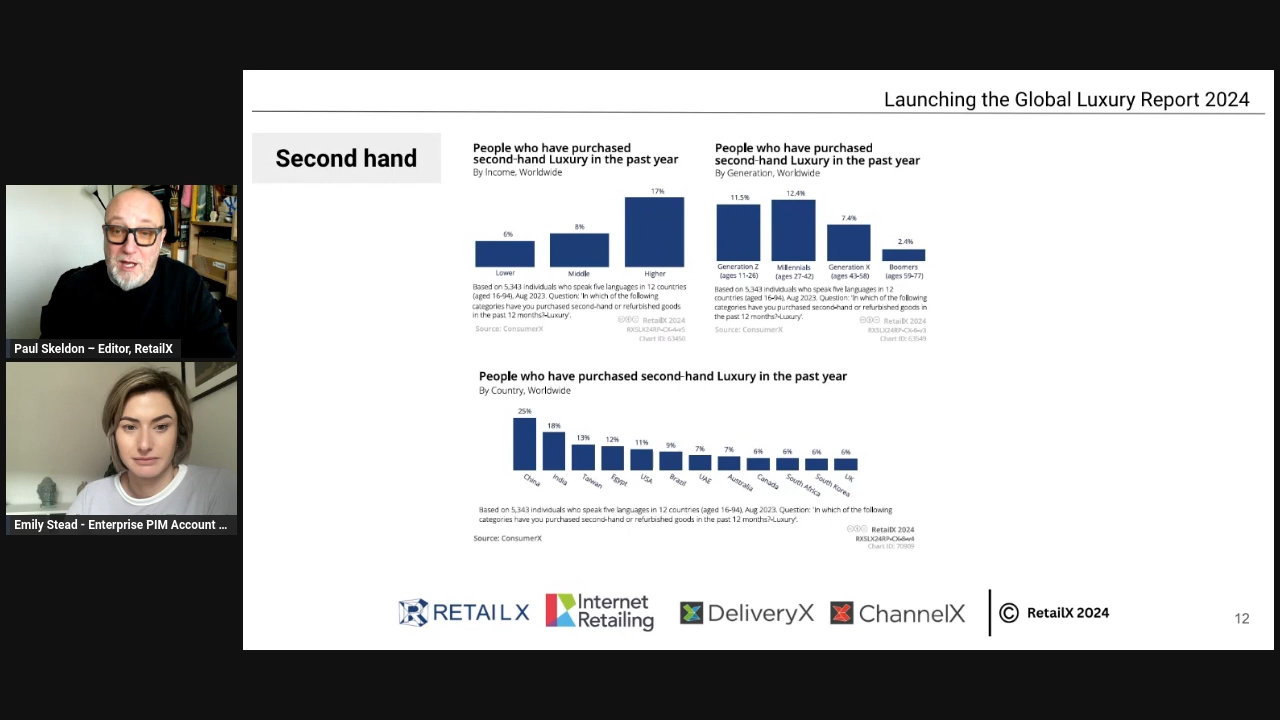 Launching the Global Luxury Report 2024
Second hand
People who have purchased
second-hand Luxury in the past year
By Income, Worldwide
6%
8%
17%
Lower
Middle
Higher
Based on 5,343 individuals who speak five languages in 12 countries
(aged 16-94), Aug 2023. Question: 'In which of the following
categories have you purchased second-hand or refurbished goods
in the past 12 months?-Luxury'.
Source: ConsumerX
RetailX 2024
Chart ID: 63450
People who have purchased
second-hand Luxury in the past year
By Generation, Worldwide
11.5%
12.4%
7.4%
2.4%
Generation Z
(ages 11-26)
Millennials
(ages 27-42)
Generation X
(ages 43-58)
Boomers
(ages 59-77)
Based on 5,343 individuals who speak five languages in 12
countries (aged 16-94), Aug 2023. Question: 'In which of the following
categories have you purchased second-hand or refurbished goods in
the past 12 months?-Luxury'.
Source: ConsumerX
RetailX 2024
Chart ID: 63549
People who have purchased second-hand Luxury in the past year
By Country, Worldwide
25%
18%
13%
12%
11%
9%
7%
7%
6%
6%
6%
6%
China
India
Taiwan
Egypt
USA
Brazil
UAE
Australia
Canada
South Africa
South Korea
UK
Based on 5,343 individuals who speak five languages in 12 countries (aged 16-94), Aug 2023. Question: 'In which of the following
categories have you purchased second-hand or refurbished goods in the past 12 months?-Luxury'.
Source: ConsumerX
RetailX 2024
Chart ID: 70939
Paul Skeldon – Editor, RetailX
Emily Stead - Enterprise PIM Account ...
RETAIL X
Internet
Retailing
DeliveryX
ChannelX
© RetailX 2024
12